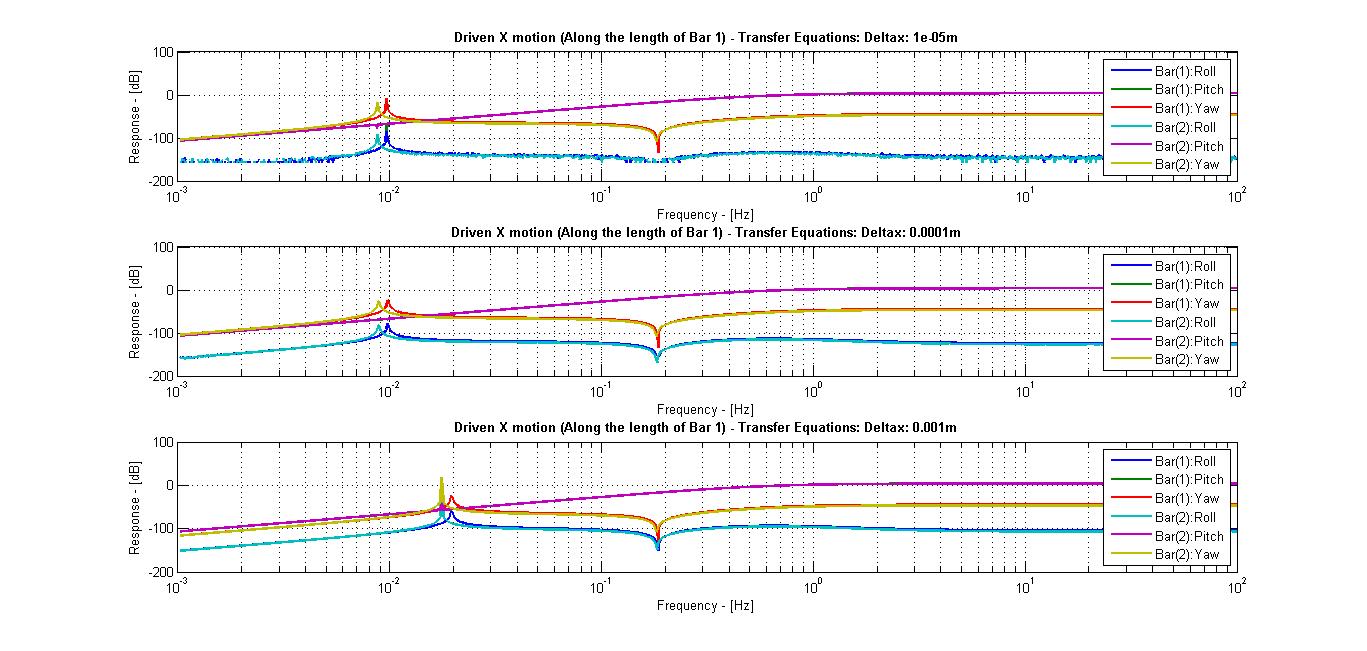 Driven X motion (Along the length of Bar 1) - Transfer Equations: Deltax: 1e-05m
Response - [dB]
100
0
-100
-200
Bar(1):Roll
Bar(1):Pitch
Bar(1):Yaw
Bar(2):Roll
Bar(2):Pitch
Bar(2):Yaw
10^-3 10^-2 10^-1 10^0 10^1 10^2
Frequency - [Hz]
Driven X motion (Along the length of Bar 1) - Transfer Equations: Deltax: 0.0001m
Response - [dB]
100
0
-100
-200
Bar(1):Roll
Bar(1):Pitch
Bar(1):Yaw
Bar(2):Roll
Bar(2):Pitch
Bar(2):Yaw
10^-3 10^-2 10^-1 10^0 10^1 10^2
Frequency - [Hz]
Driven X motion (Along the length of Bar 1) - Transfer Equations: Deltax: 0.001m
Response - [dB]
100
0
-100
-200
Bar(1):Roll
Bar(1):Pitch
Bar(1):Yaw
Bar(2):Roll
Bar(2):Pitch
Bar(2):Yaw
10^-3 10^-2 10^-1 10^0 10^1 10^2
Frequency - [Hz]